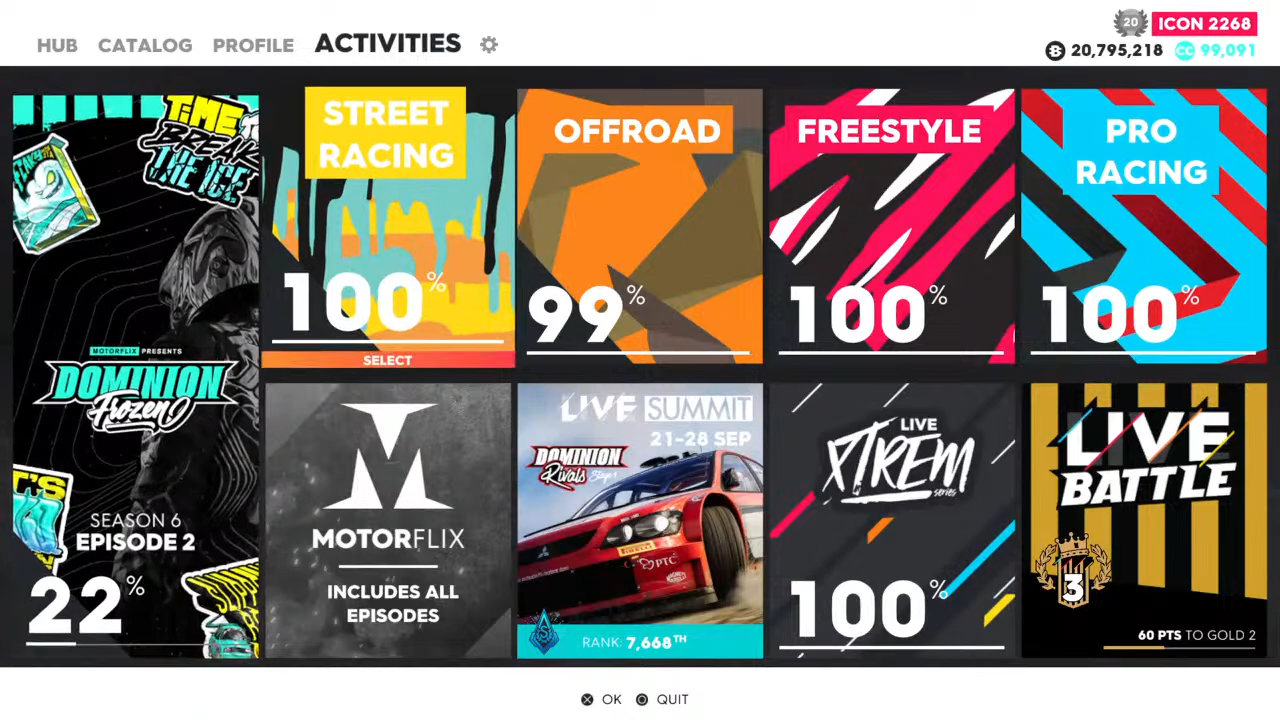 HUB CATALOG PROFILE ACTIVITIES
20 ICON 2268
20,795,218 CC 99,091
TIME
BREAK
THE ICE
MOTORFLIX PRESENTS
DOMINION
Frozen
SEASON 6
EPISODE 2
22%
STREET
RACING
100%
SELECT
OFFROAD
99%
FREESTYLE
100%
PRO
RACING
100%
MOTORFLIX
INCLUDES ALL
EPISODES
LIVE SUMMIT
21-28 SEP
DOMINION
Rivals
RANK: 7,668TH
LIVE
XTREM
series
100%
LIVE
BATTLE
3
60 PTS TO GOLD 2
OK QUIT